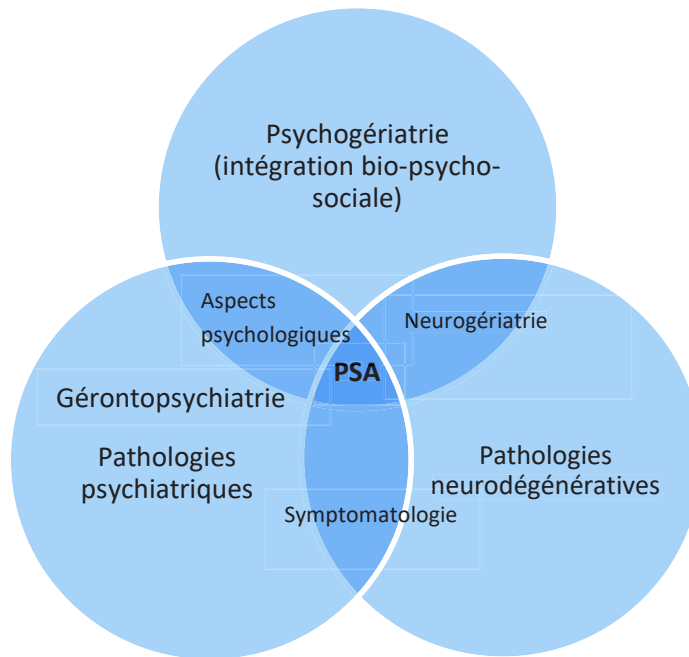 Psychogériatrie
(intégration bio-psycho-
sociale)
Aspects
psychologiques
Neurogériatrie
PSA
Gérontopsychiatrie
Pathologies
psychiatriques
Pathologies
neurodégénératives
Symptomatologie